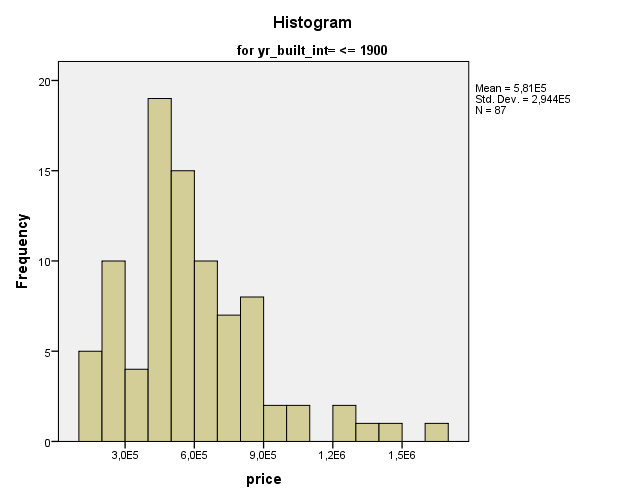 Histogram
for yr_built_int= <= 1900
Mean = 5,81E5
Std. Dev. = 2,944E5
N = 87
20
15
10
5
0
Frequency
3,0E5 6,0E5 9,0E5 1,2E6 1,5E6
price